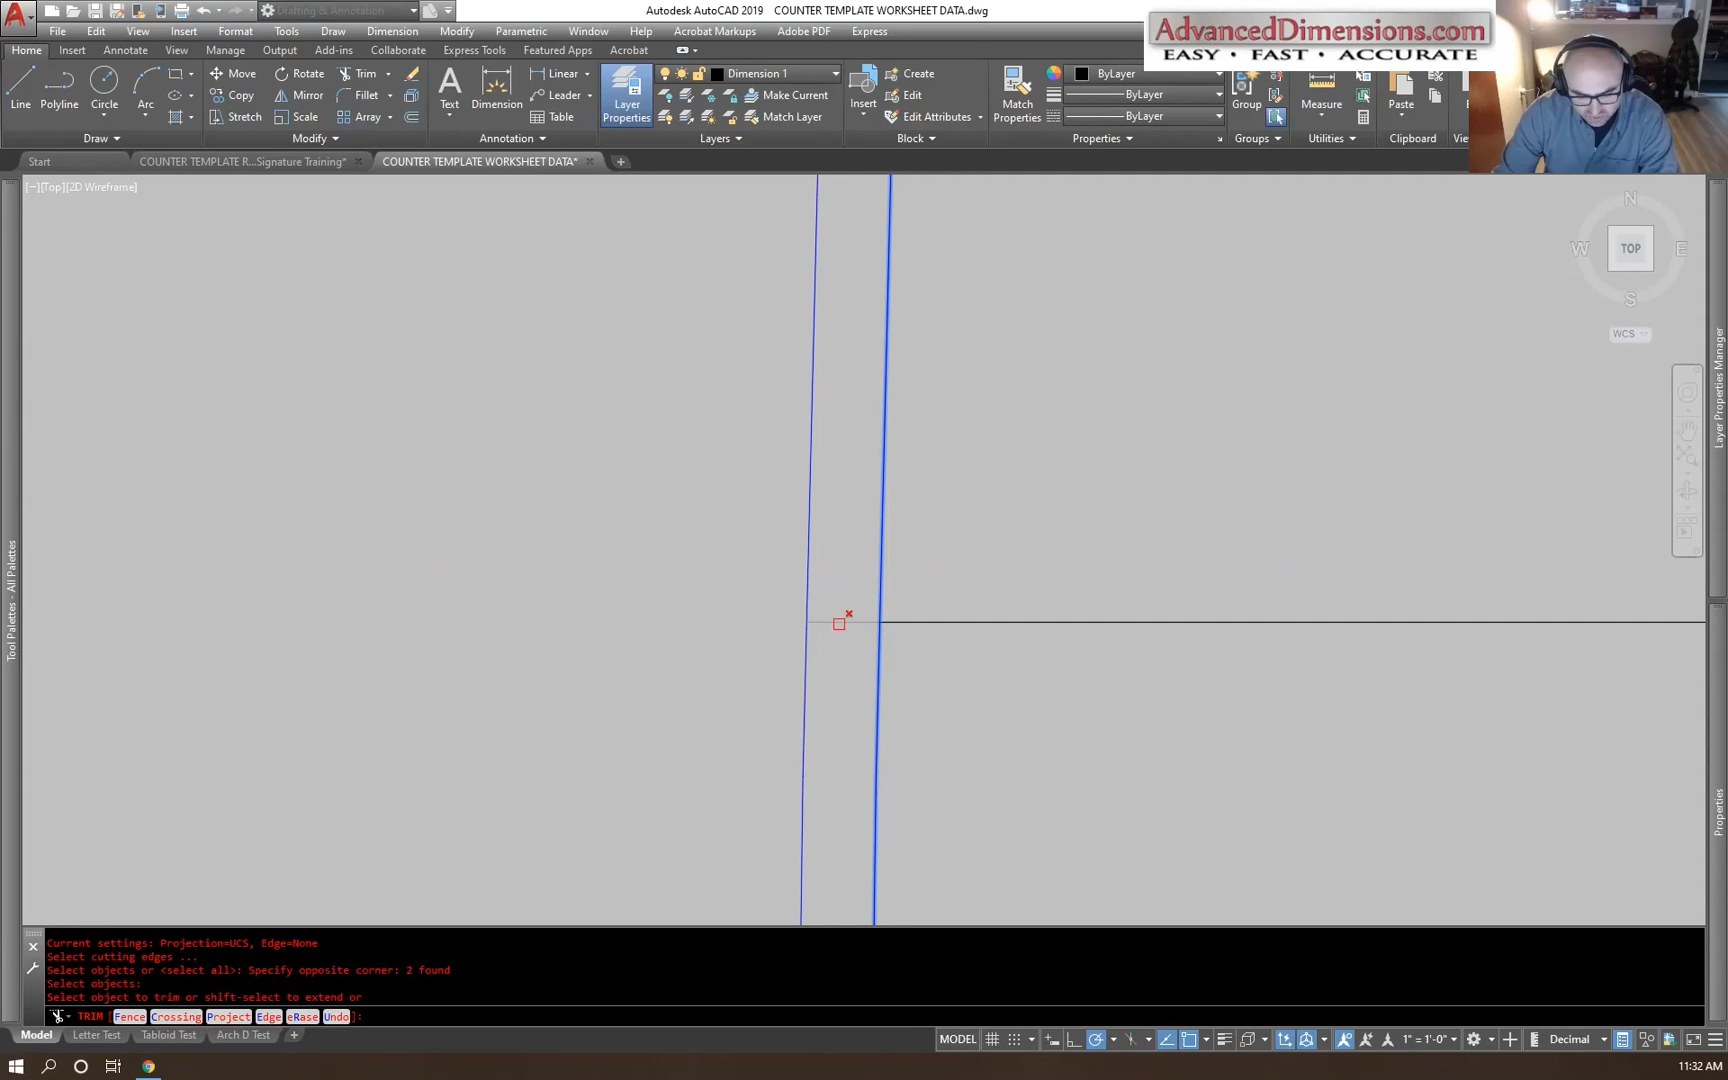 Drafting & Annotation
Autodesk AutoCAD 2019 COUNTER TEMPLATE WORKSHEET DATA.dwg
AdvancedDimensions.com
EASY • FAST • ACCURATE
File Edit View Insert Format Tools Draw Dimension Modify Parametric Window Help Acrobat Markups Adobe PDF Express
Home Insert Annotate View Manage Output Add-ins Collaborate Express Tools Featured Apps Acrobat
Line Polyline Circle Arc
Move Rotate Trim
Copy Mirror Fillet
Stretch Scale Array
Text Dimension
Linear
Leader
Table
Layer Properties
Dimension 1
Make Current
Match Layer
Insert
Create
Edit
Edit Attributes
Match Properties
ByLayer
ByLayer
ByLayer
Group Measure Paste
Draw Modify Annotation Layers Block Properties Groups Utilities Clipboard
Start COUNTER TEMPLATE R...Signature Training* COUNTER TEMPLATE WORKSHEET DATA*
[−][Top][2D Wireframe]
N
W TOP E
S
WCS
Tool Palettes - All Palettes
Layer Properties Manager
Properties
Current settings: Projection=UCS, Edge=None
Select cutting edges ...
Select objects or <select all>: Specify opposite corner: 2 found
Select objects:
Select object to trim or shift-select to extend or
TRIM [Fence Crossing Project Edge eRase Undo]:
Model Letter Test Tabloid Test Arch D Test
MODEL 1" = 1'-0" Decimal
11:32 AM